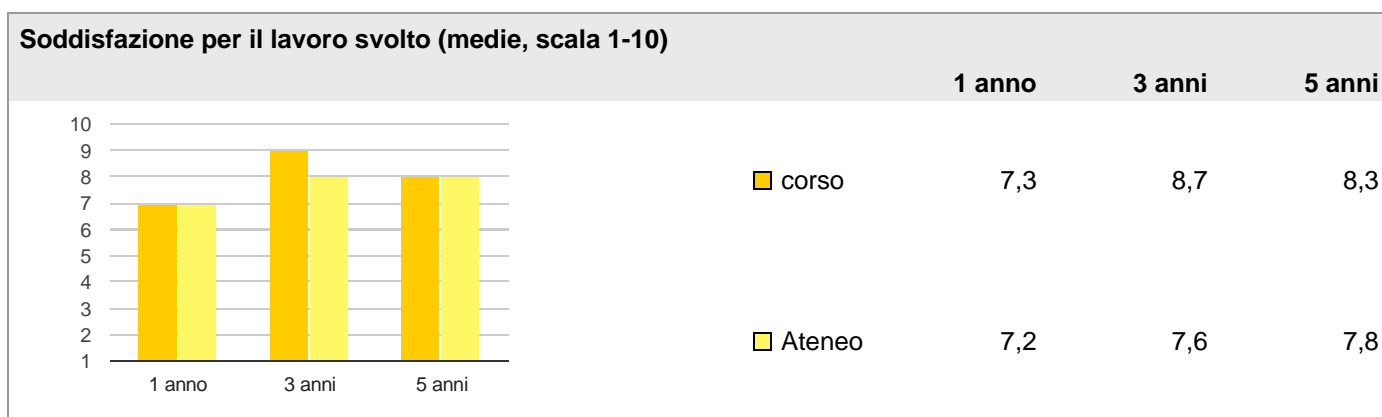 Soddisfazione per il lavoro svolto (medie, scala 1-10)
1 anno 3 anni 5 anni
10
9
8
7
6
5
4
3
2
1
1 anno 3 anni 5 anni
corso 7,3 8,7 8,3
Ateneo 7,2 7,6 7,8